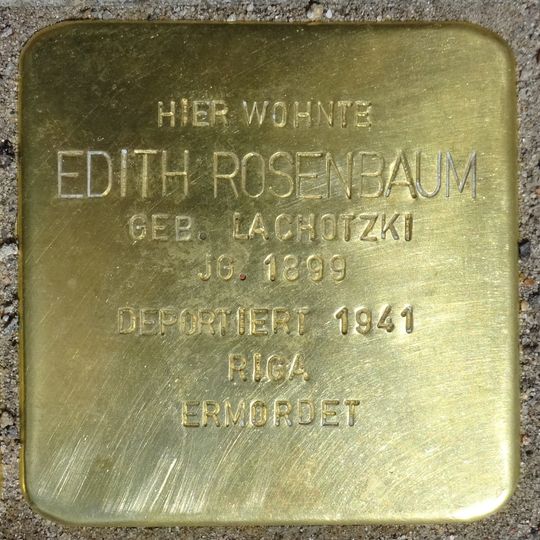 HIER WOHNTE
EDITH ROSENBAUM
GEB. LACHOTZKI
JG. 1899
DEPORTIERT 1941
RIGA
ERMORDET